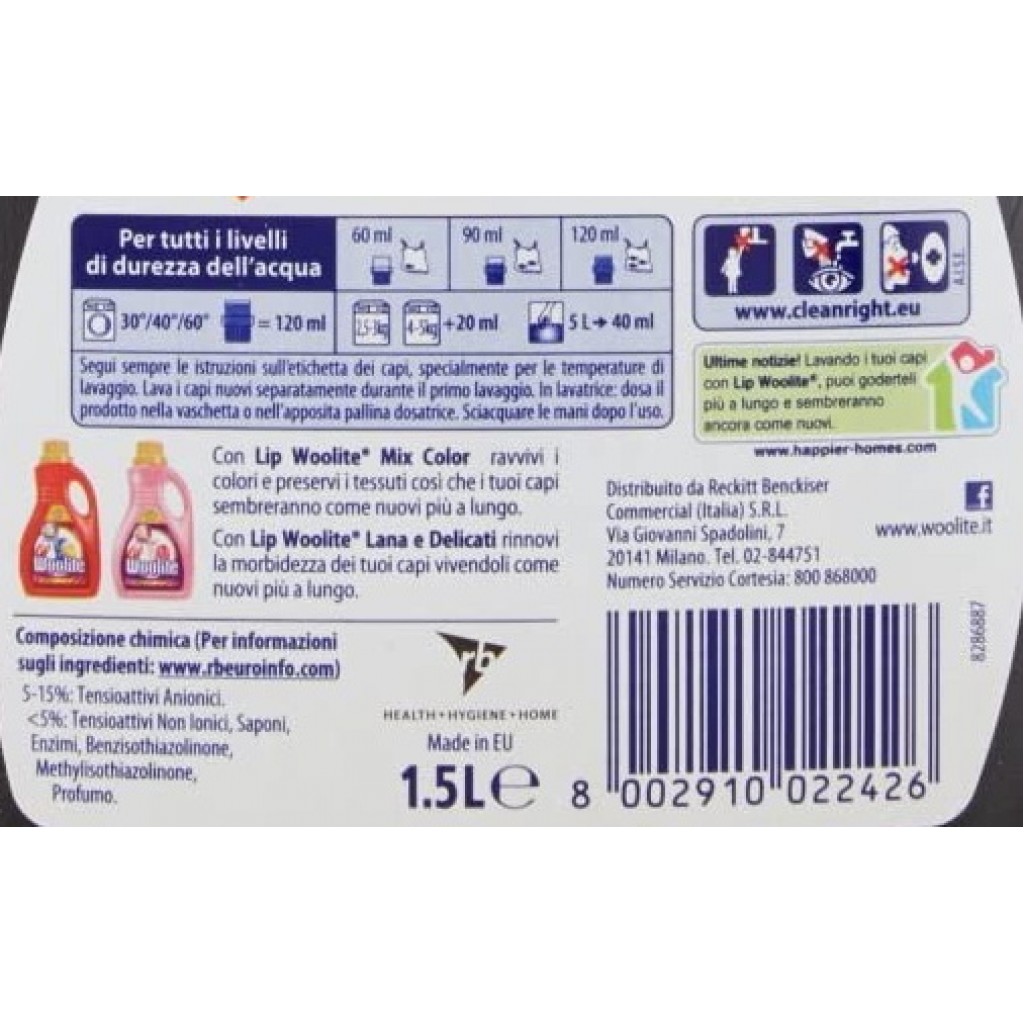 Per tutti i livelli
di durezza dell'acqua
60 ml
90 ml
120 ml
30°/40°/60° = 120 ml
2,5-3kg 4-5kg +20 ml
5 L→ 40 ml
Segui sempre le istruzioni sull'etichetta dei capi, specialmente per le temperature di
lavaggio. Lava i capi nuovi separatamente durante il primo lavaggio. In lavatrice: dosa il
prodotto nella vaschetta o nell'apposita pallina dosatrice. Sciacquare le mani dopo l'uso.
A.I.S.E.
www.cleanright.eu
Ultime notizie! Lavando i tuoi capi
con Lip Woolite®, puoi goderteli
più a lungo e sembreranno
ancora come nuovi.
www.happier-homes.com
Woolite
Woolite
Con Lip Woolite® Mix Color ravvivi i
colori e preservi i tessuti così che i tuoi capi
sembreranno come nuovi più a lungo.
Con Lip Woolite® Lana e Delicati rinnovi
la morbidezza dei tuoi capi vivendoli come
nuovi più a lungo.
Distribuito da Reckitt Benckiser
Commercial (Italia) S.R.L.
Via Giovanni Spadolini, 7
20141 Milano. Tel. 02-844751
Numero Servizio Cortesia: 800 868000
f
www.woolite.it
Composizione chimica (Per informazioni
sugli ingredienti: www.rbeuroinfo.com)
5-15%: Tensioattivi Anionici.
<5%: Tensioattivi Non Ionici, Saponi,
Enzimi, Benzisothiazolinone,
Methylisothiazolinone,
Profumo.
rb
HEALTH • HYGIENE • HOME
Made in EU
1.5L℮
8286887
8 002910 022426